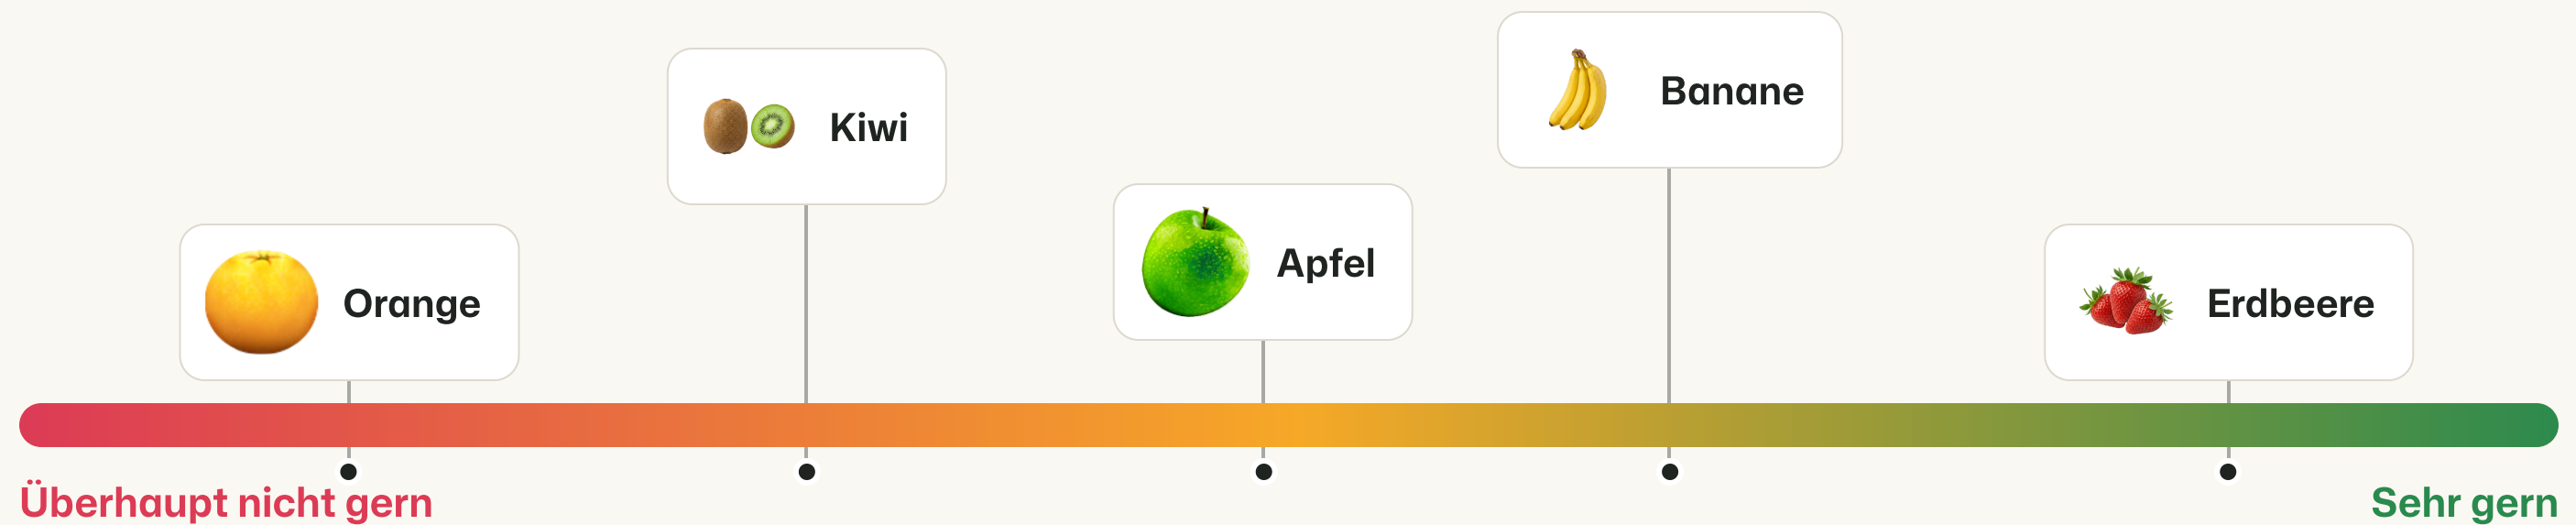 Orange
Kiwi
Apfel
Banane
Erdbeere
Überhaupt nicht gern
Sehr gern